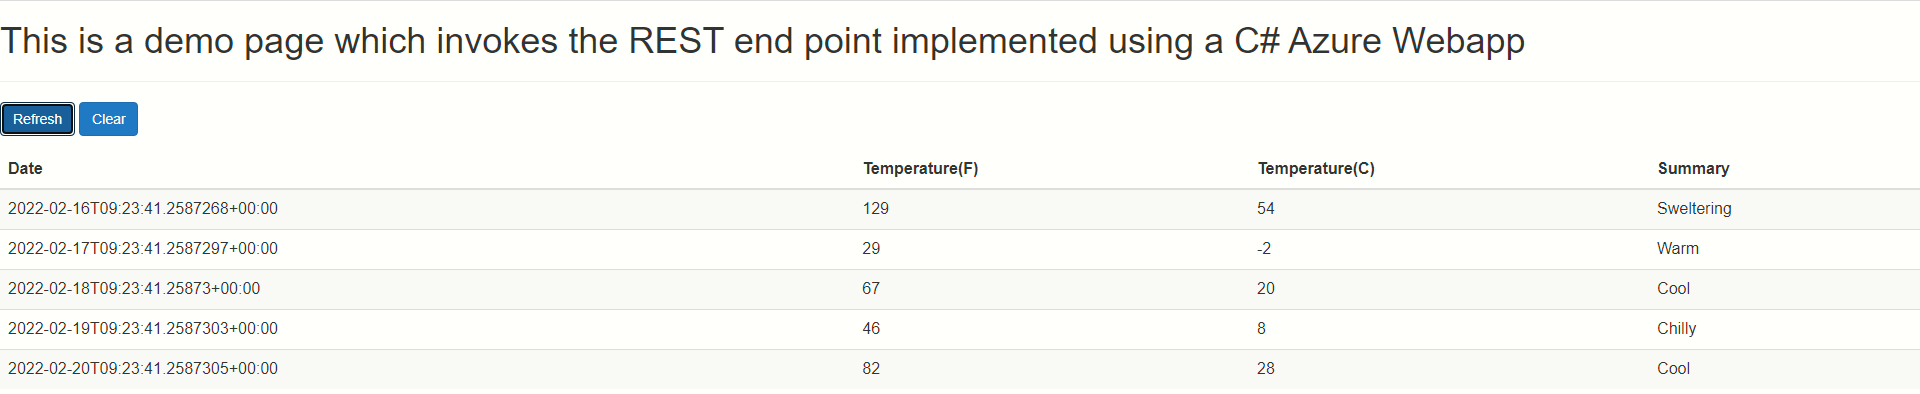 This is a demo page which invokes the REST end point implemented using a C# Azure Webapp
Refresh Clear
Date Temperature(F) Temperature(C) Summary
2022-02-16T09:23:41.2587268+00:00 129 54 Sweltering
2022-02-17T09:23:41.2587297+00:00 29 -2 Warm
2022-02-18T09:23:41.25873+00:00 67 20 Cool
2022-02-19T09:23:41.2587303+00:00 46 8 Chilly
2022-02-20T09:23:41.2587305+00:00 82 28 Cool